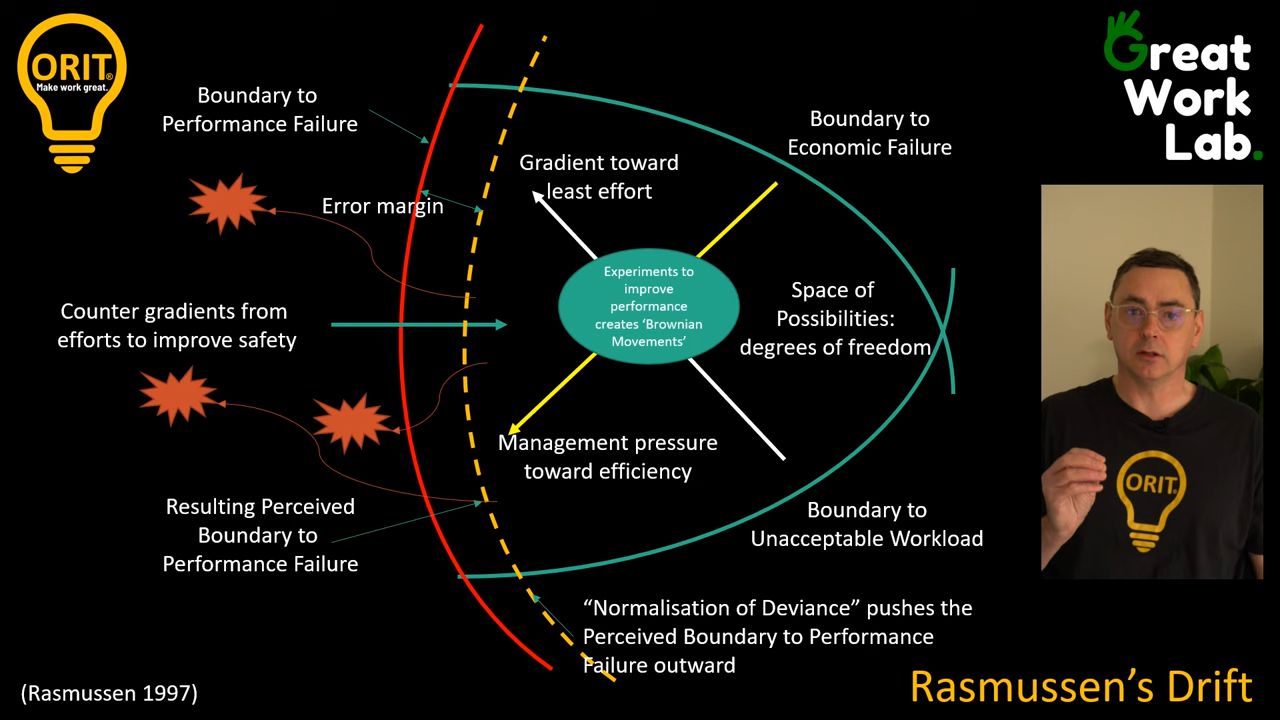 ORIT®
Make work great.
Great
Work
Lab.
Boundary to
Performance Failure
Boundary to
Economic Failure
Gradient toward
least effort
Error margin
Experiments to
improve
performance
creates ‘Brownian
Movements’
Space of
Possibilities:
degrees of freedom
Counter gradients from
efforts to improve safety
Management pressure
toward efficiency
Resulting Perceived
Boundary to
Performance Failure
Boundary to
Unacceptable Workload
ORIT
“Normalisation of Deviance” pushes the
Perceived Boundary to Performance
Failure outward
(Rasmussen 1997)
Rasmussen’s Drift